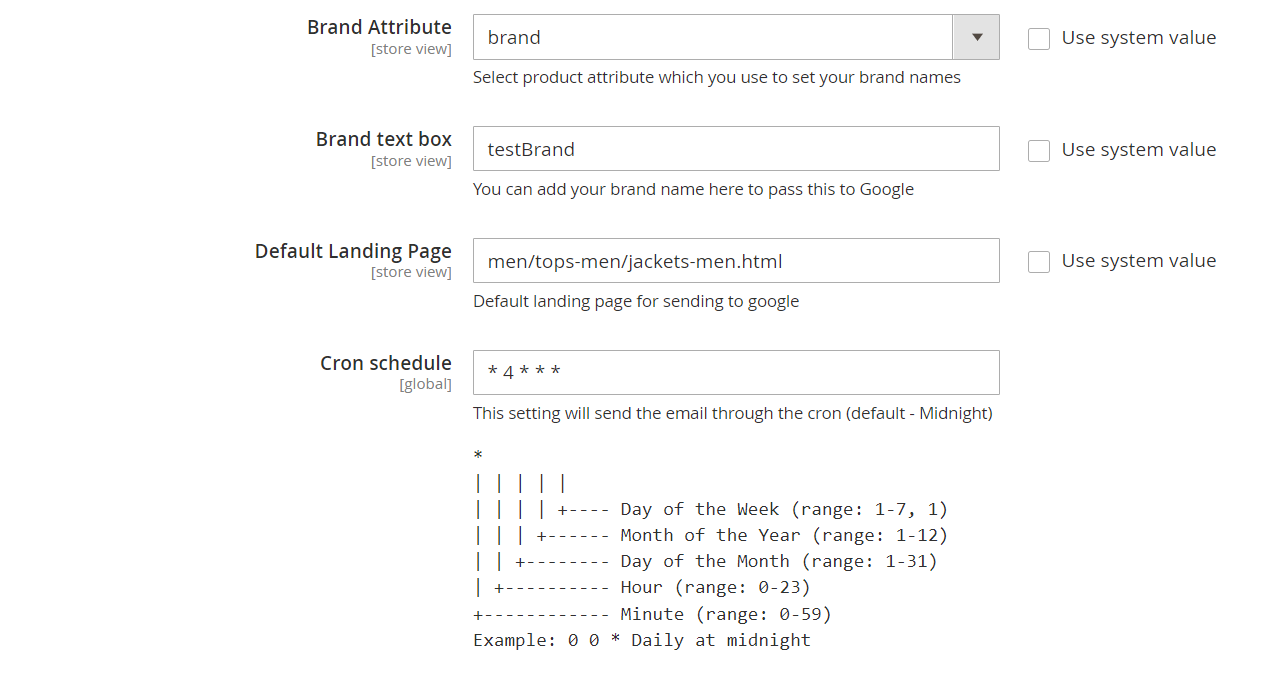 Brand Attribute
[store view]
brand
Use system value
Select product attribute which you use to set your brand names
Brand text box
[store view]
testBrand
Use system value
You can add your brand name here to pass this to Google
Default Landing Page
[store view]
men/tops-men/jackets-men.html
Use system value
Default landing page for sending to google
Cron schedule
[global]
* 4 * * *
This setting will send the email through the cron (default - Midnight)
*
| | | | |
| | | | +---- Day of the Week (range: 1-7, 1)
| | | +------ Month of the Year (range: 1-12)
| | +-------- Day of the Month (range: 1-31)
| +---------- Hour (range: 0-23)
+------------ Minute (range: 0-59)
Example: 0 0 * Daily at midnight